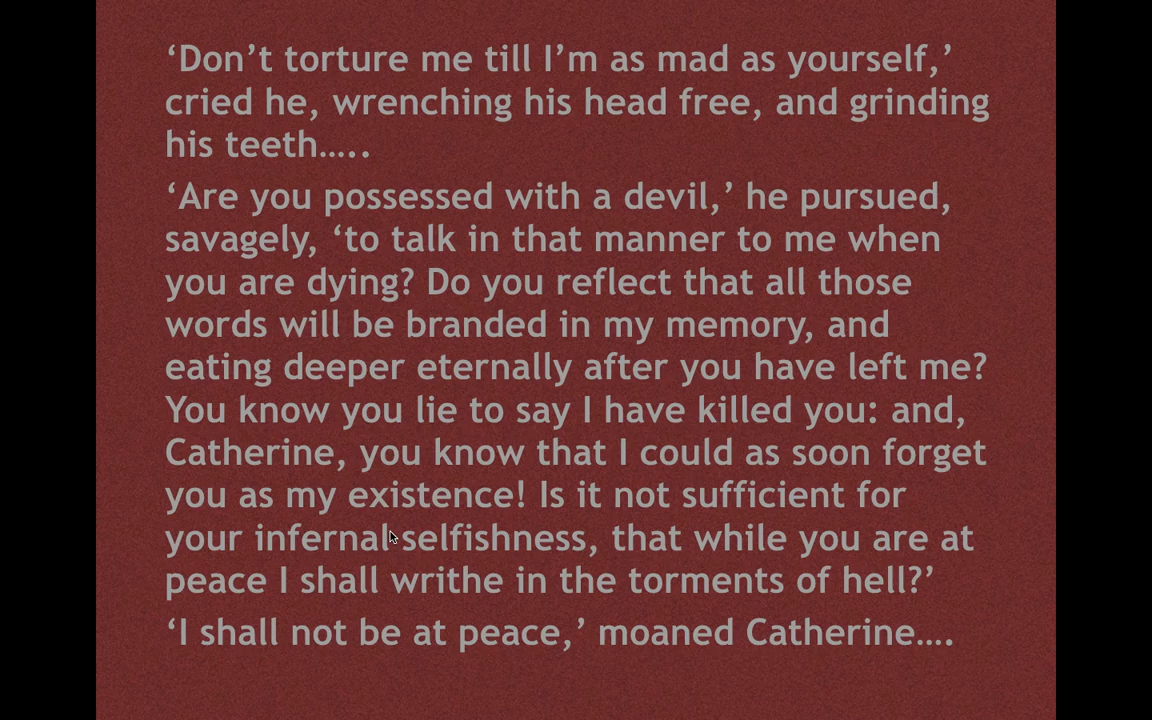 ‘Don’t torture me till I’m as mad as yourself,’
cried he, wrenching his head free, and grinding
his teeth…..
‘Are you possessed with a devil,’ he pursued,
savagely, ‘to talk in that manner to me when
you are dying? Do you reflect that all those
words will be branded in my memory, and
eating deeper eternally after you have left me?
You know you lie to say I have killed you: and,
Catherine, you know that I could as soon forget
you as my existence! Is it not sufficient for
your infernal selfishness, that while you are at
peace I shall writhe in the torments of hell?’
‘I shall not be at peace,’ moaned Catherine….